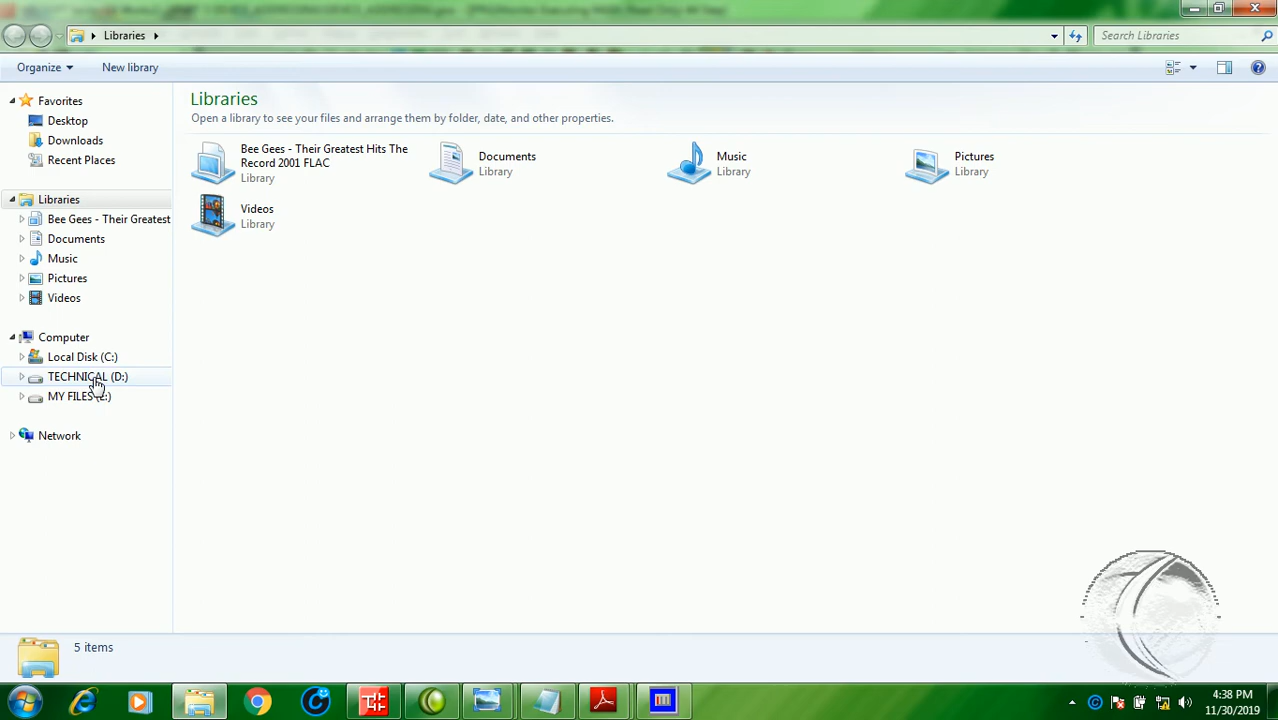 Libraries
Search Libraries
Organize
New library
Favorites
Desktop
Downloads
Recent Places
Libraries
Bee Gees - Their Greatest
Documents
Music
Pictures
Videos
Computer
Local Disk (C:)
TECHNICAL (D:)
MY FILES
Network
Libraries
Open a library to see your files and arrange them by folder, date, and other properties.
Bee Gees - Their Greatest Hits The
Record 2001 FLAC
Library
Documents
Library
Music
Library
Pictures
Library
Videos
Library
5 items
4:38 PM
11/30/2019